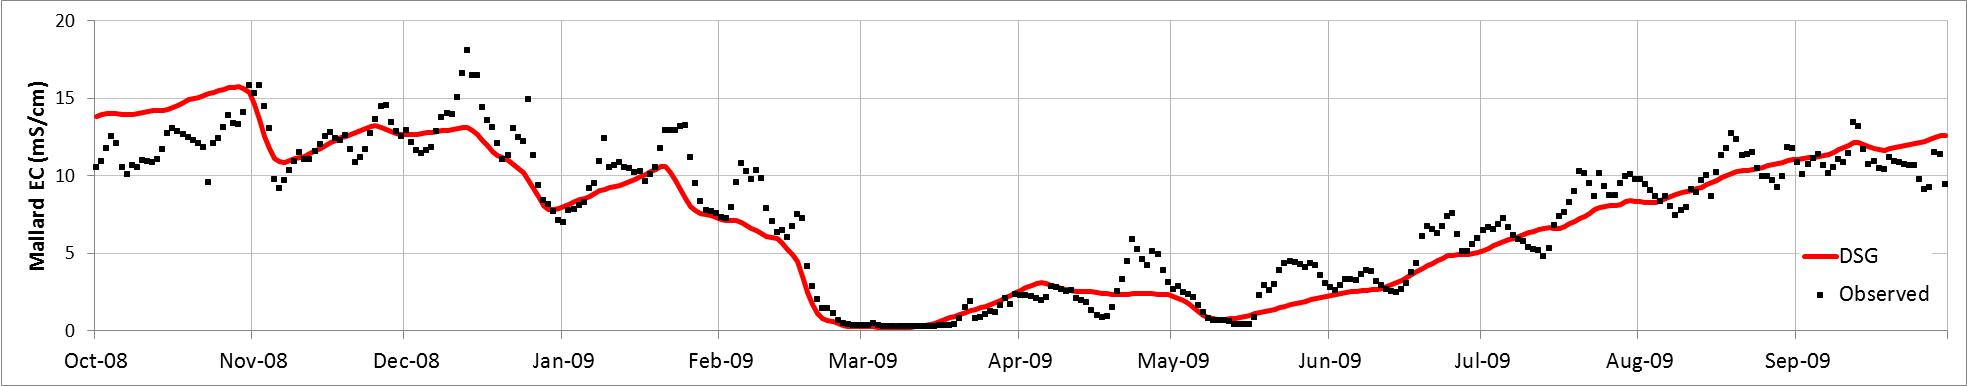 Mallard EC (mS/cm)
20
15
10
5
0
Oct-08 Nov-08 Dec-08 Jan-09 Feb-09 Mar-09 Apr-09 May-09 Jun-09 Jul-09 Aug-09 Sep-09
DSG
Observed